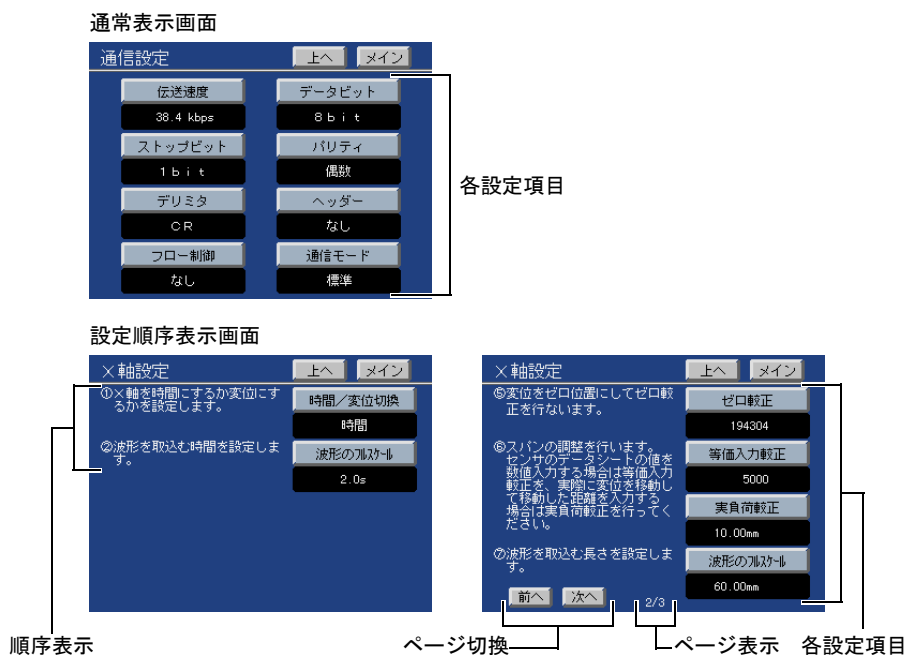 通常表示画面
通信設定 上へ メイン
伝送速度 データビット
38.4 kbps 8ｂｉｔ
ストップビット パリティ
1ｂｉｔ 偶数
各設定項目
デリミタ ヘッダー
ＣＲ なし
フロー制御 通信モード
なし 標準
設定順序表示画面
Ｘ軸設定 上へ メイン
①Ｘ軸を時間にするか変位にす
るかを設定します。
時間／変位切換
時間
②波形を取込む時間を設定しま
す。
波形のﾌﾙｽｹｰﾙ
2.0s
順序表示
Ｘ軸設定 上へ メイン
⑤変位をゼロ位置にしてゼロ較
正を行ないます。
ゼロ較正
194304
⑥スパンの調整を行います。
センサのデータシートの値を
数値入力する場合は等価入力
較正を、実際に変位を移動し
て移動した距離を入力する
場合は実負荷較正を行ってく
ださい。
等価入力較正
5000
実負荷較正
10.00mm
⑦波形を取込む長さを設定しま
す。
波形のﾌﾙｽｹｰﾙ
60.00mm
前へ 次へ 2/3
ページ切換 ページ表示 各設定項目